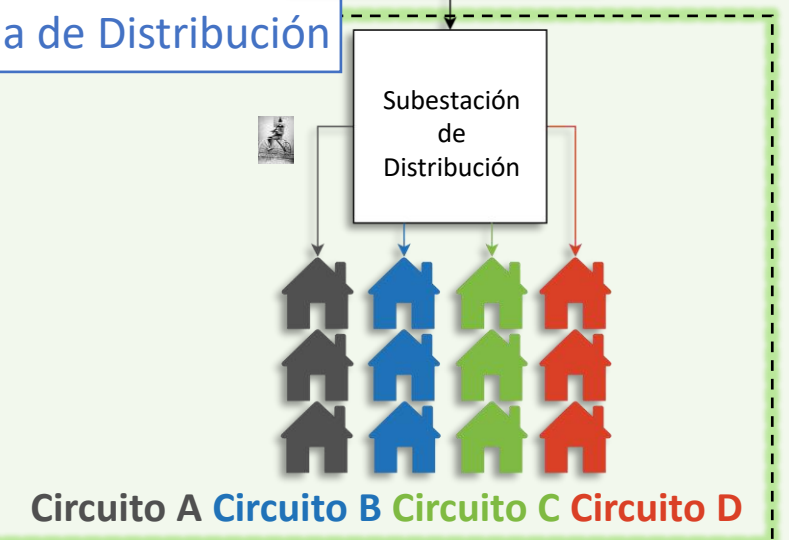 a de Distribución
Subestación
de
Distribución
Circuito A Circuito B Circuito C Circuito D